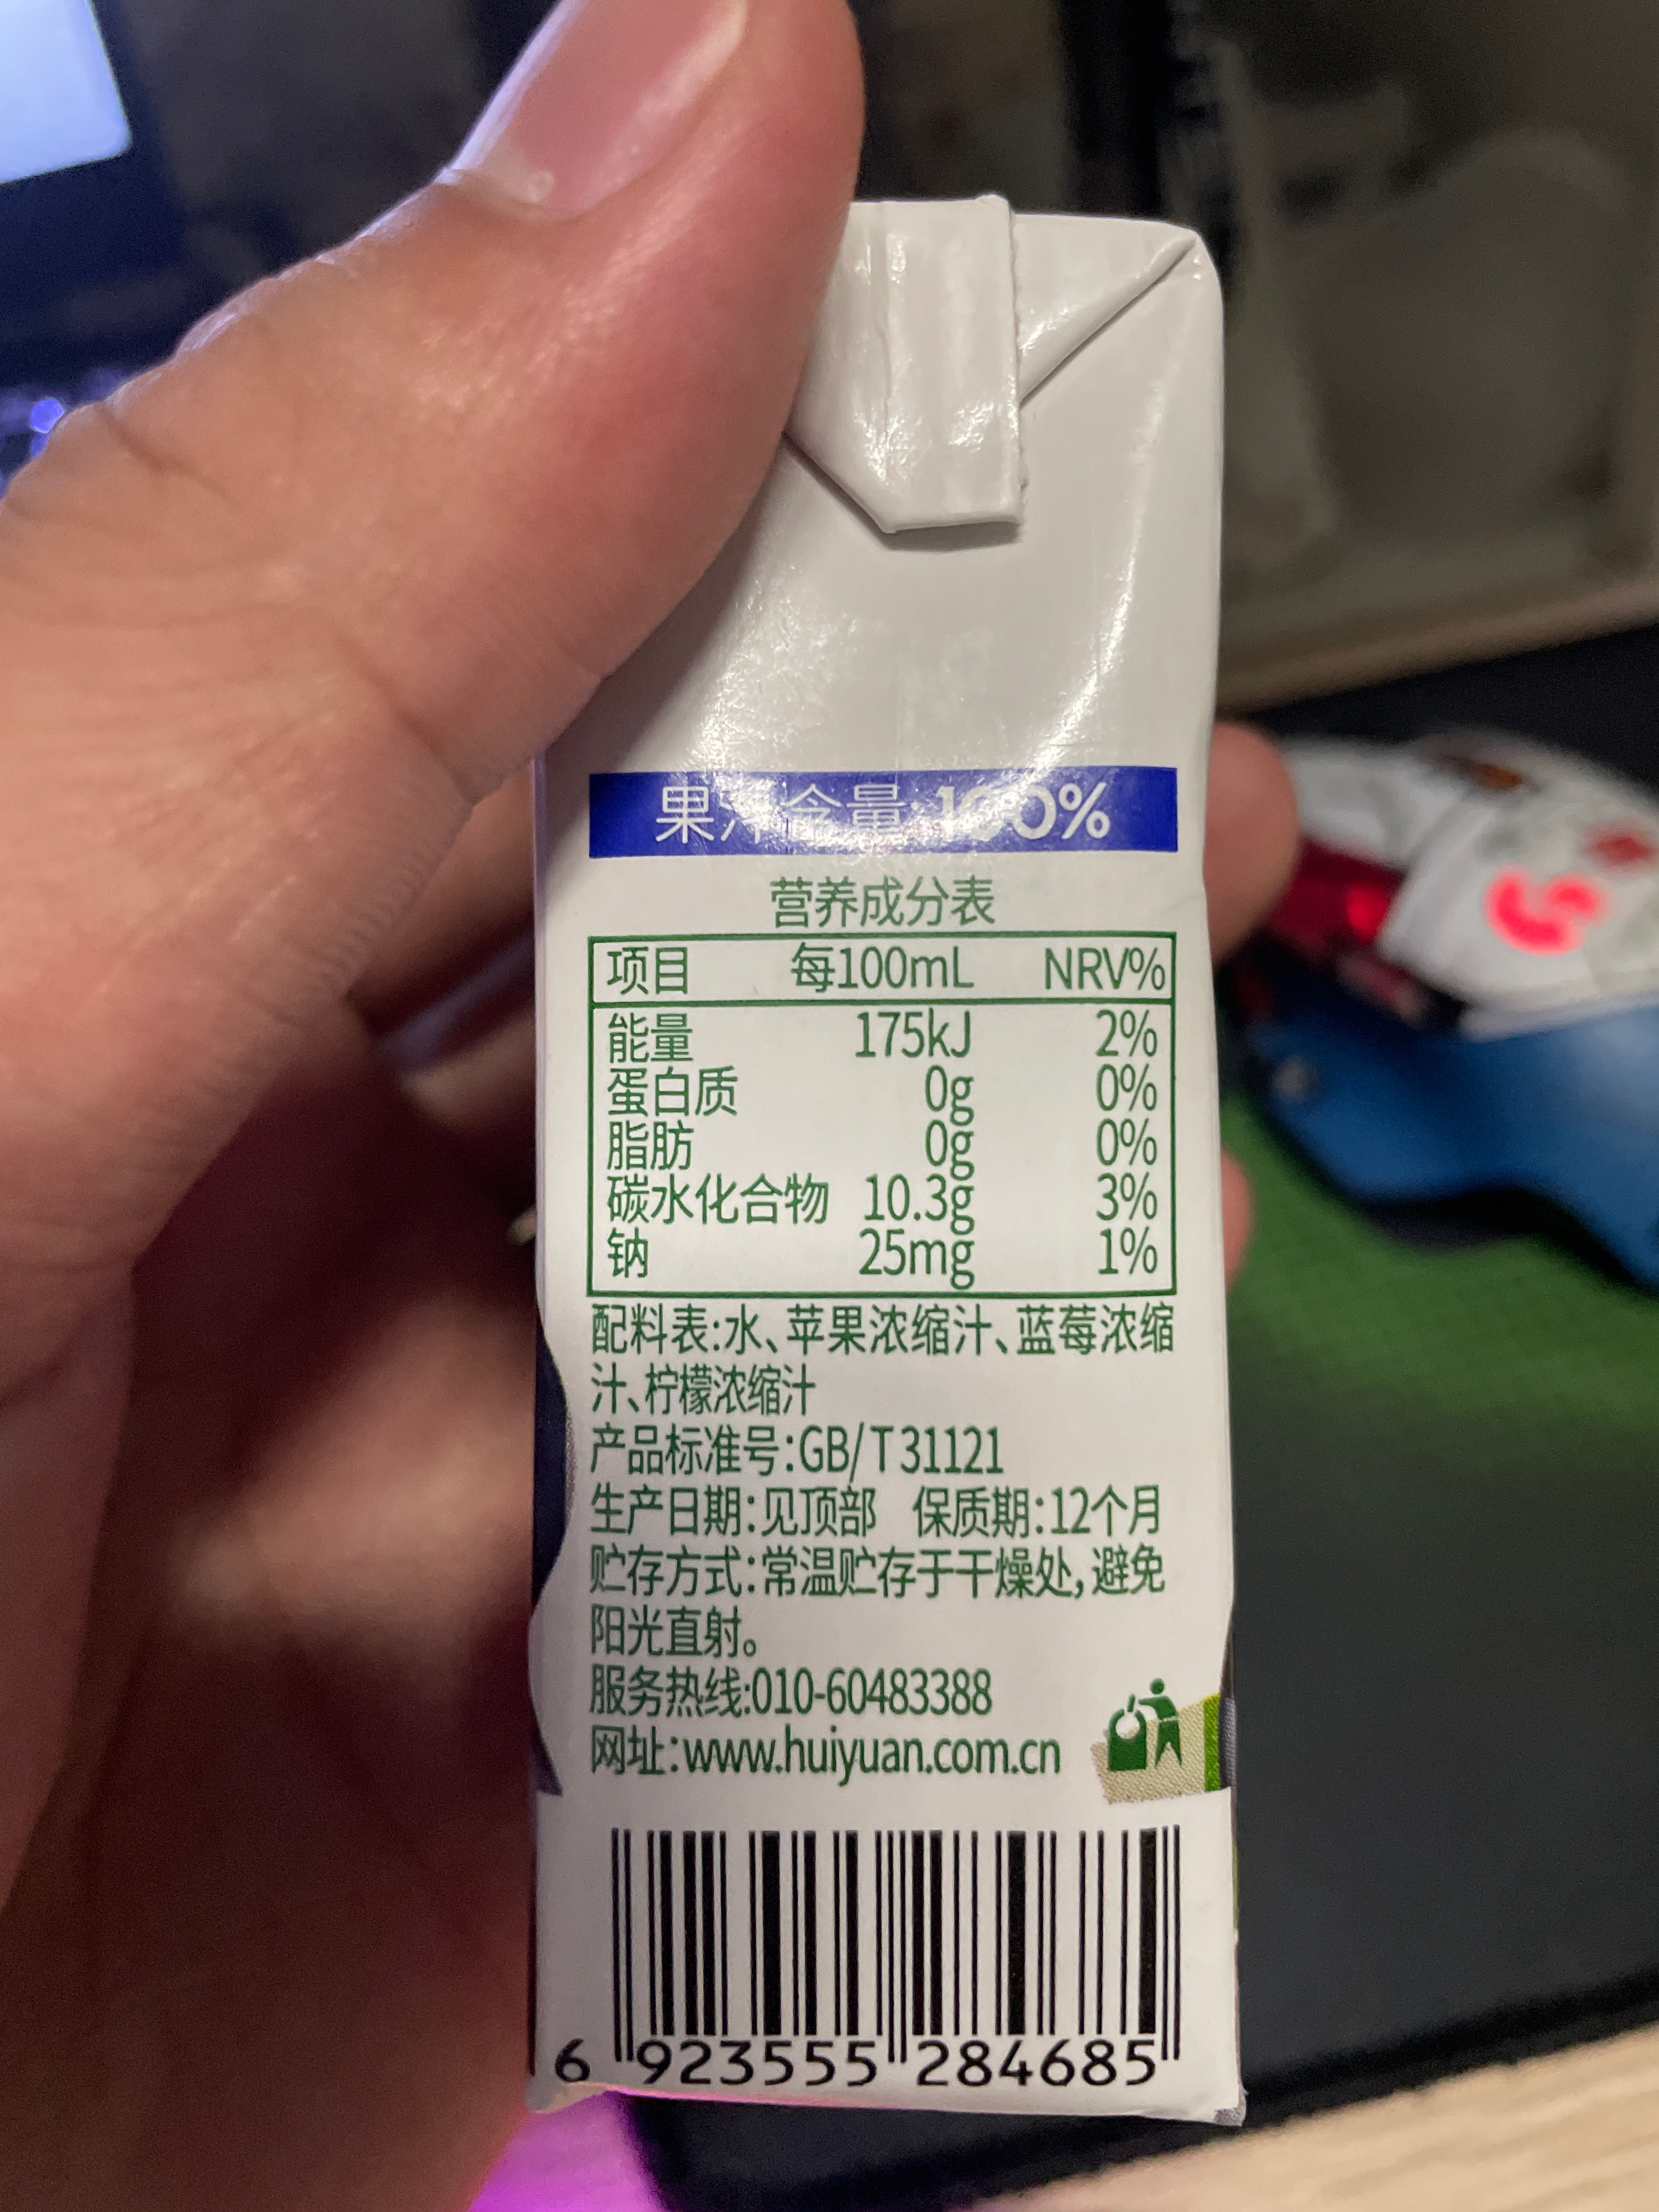 果汁含量:100%
营养成分表
项目 每100mL NRV%
能量 175kJ 2%
蛋白质 0g 0%
脂肪 0g 0%
碳水化合物 10.3g 3%
钠 25mg 1%
配料表:水、苹果浓缩汁、蓝莓浓缩
汁、柠檬浓缩汁
产品标准号:GB/T 31121
生产日期:见顶部 保质期:12个月
贮存方式:常温贮存于干燥处,避免
阳光直射。
服务热线:010-60483388
网址:www.huiyuan.com.cn
6 923555 284685